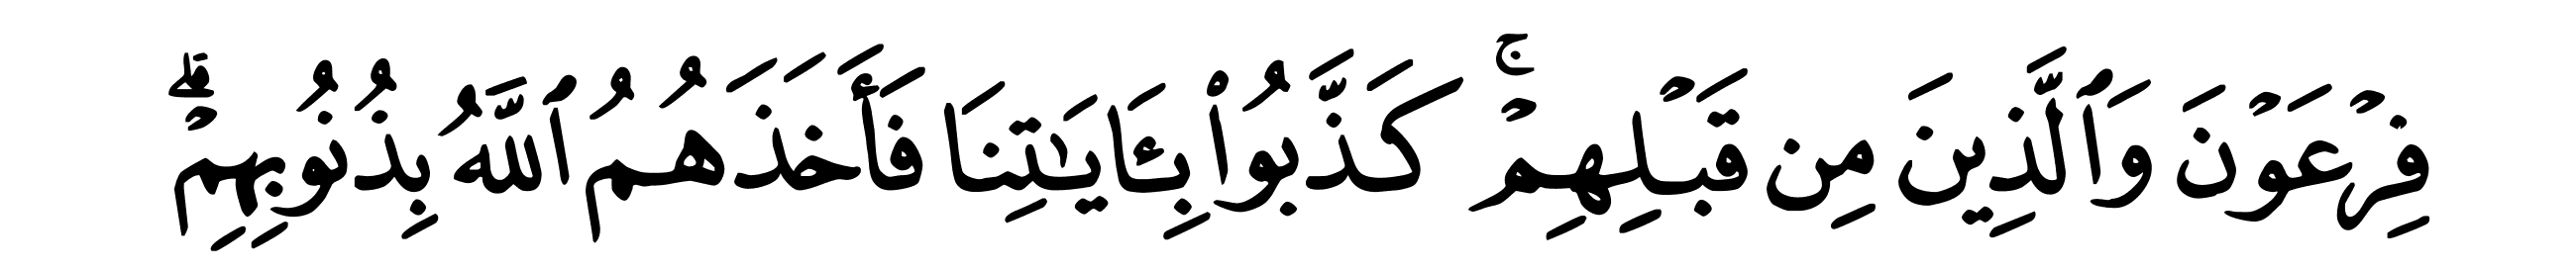 فِرْعَوْنَ وَٱلَّذِينَ مِن قَبْلِهِمْ ۚ كَذَّبُوا۟ بِـَٔايَـٰتِنَا فَأَخَذَهُمُ ٱللَّهُ بِذُنُوبِهِمْ ۗ